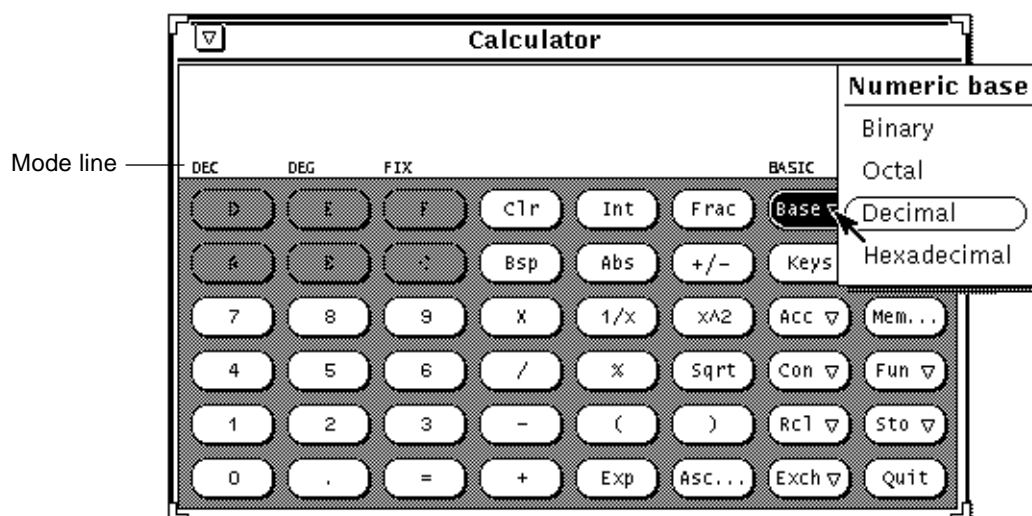 Calculator
Numeric base
Binary
Octal
Decimal
Hexadecimal
Mode line
DEC DEG FIX BASIC
D E F Clr Int Frac Base
A B C Bsp Abs +/- Keys
7 8 9 X 1/x x^2 Acc Mem...
4 5 6 / % Sqrt Con Fun
1 2 3 - ( ) Rcl Sto
0 . = + Exp Asc... Exch Quit